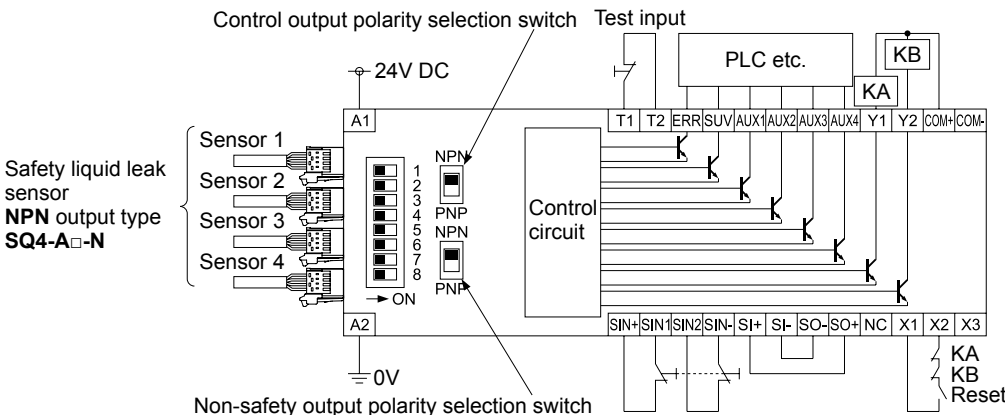 Control output polarity selection switch
Test input
24V DC
PLC etc.
KB
KA
A1
T1 T2 ERR SUV AUX1 AUX2 AUX3 AUX4 Y1 Y2 COM+ COM-
Safety liquid leak
sensor
NPN output type
SQ4-A□-N
Sensor 1
Sensor 2
Sensor 3
Sensor 4
1
2
3
4
5
6
7
8
ON
NPN
PNP
NPN
PNP
Control
circuit
A2
SIN+ SIN1 SIN2 SIN- SI+ SI- SO- SO+ NC X1 X2 X3
0V
KA
KB
Reset
Non-safety output polarity selection switch